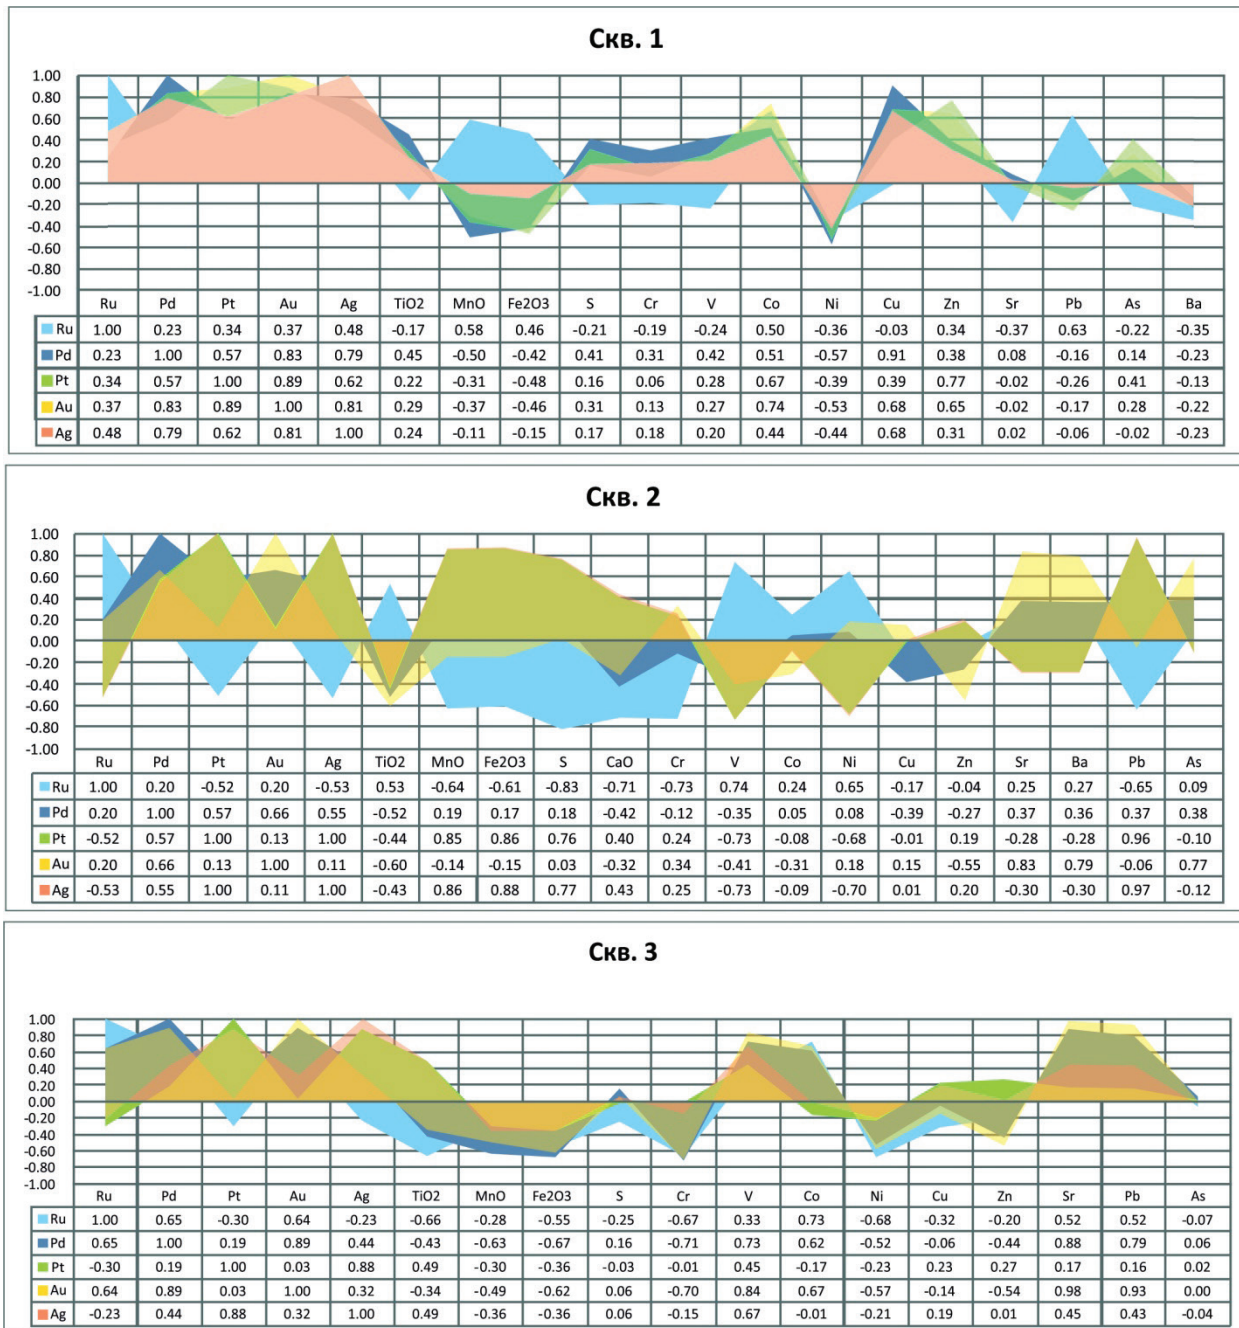 Скв. 1
1.00
0.80
0.60
0.40
0.20
0.00
-0.20
-0.40
-0.60
-0.80
-1.00
Ru Pd Pt Au Ag TiO2 MnO Fe2O3 S Cr V Co Ni Cu Zn Sr Pb As Ba
Ru 1.00 0.23 0.34 0.37 0.48 -0.17 0.58 0.46 -0.21 -0.19 -0.24 0.50 -0.36 -0.03 0.34 -0.37 0.63 -0.22 -0.35
Pd 0.23 1.00 0.57 0.83 0.79 0.45 -0.50 -0.42 0.41 0.31 0.42 0.51 -0.57 0.91 0.38 0.08 -0.16 0.14 -0.23
Pt 0.34 0.57 1.00 0.89 0.62 0.22 -0.31 -0.48 0.16 0.06 0.28 0.67 -0.39 0.39 0.77 -0.02 -0.26 0.41 -0.13
Au 0.37 0.83 0.89 1.00 0.81 0.29 -0.37 -0.46 0.31 0.13 0.27 0.74 -0.53 0.68 0.65 -0.02 -0.17 0.28 -0.22
Ag 0.48 0.79 0.62 0.81 1.00 0.24 -0.11 -0.15 0.17 0.18 0.20 0.44 -0.44 0.68 0.31 0.02 -0.06 -0.02 -0.23
Скв. 2
1.00
0.80
0.60
0.40
0.20
0.00
-0.20
-0.40
-0.60
-0.80
-1.00
Ru Pd Pt Au Ag TiO2 MnO Fe2O3 S CaO Cr V Co Ni Cu Zn Sr Ba Pb As
Ru 1.00 0.20 -0.52 0.20 -0.53 0.53 -0.64 -0.61 -0.83 -0.71 -0.73 0.74 0.24 0.65 -0.17 -0.04 0.25 0.27 -0.65 0.09
Pd 0.20 1.00 0.57 0.66 0.55 -0.52 0.19 0.17 0.18 -0.42 -0.12 -0.35 0.05 0.08 -0.39 -0.27 0.37 0.36 0.37 0.38
Pt -0.52 0.57 1.00 0.13 1.00 -0.44 0.85 0.86 0.76 0.40 0.24 -0.73 -0.08 -0.68 -0.01 0.19 -0.28 -0.28 0.96 -0.10
Au 0.20 0.66 0.13 1.00 0.11 -0.60 -0.14 -0.15 0.03 -0.32 0.34 -0.41 -0.31 0.18 0.15 -0.55 0.83 0.79 -0.06 0.77
Ag -0.53 0.55 1.00 0.11 1.00 -0.43 0.86 0.88 0.77 0.43 0.25 -0.73 -0.09 -0.70 0.01 0.20 -0.30 -0.30 0.97 -0.12
Скв. 3
1.00
0.80
0.60
0.40
0.20
0.00
-0.20
-0.40
-0.60
-0.80
-1.00
Ru Pd Pt Au Ag TiO2 MnO Fe2O3 S Cr V Co Ni Cu Zn Sr Pb As
Ru 1.00 0.65 -0.30 0.64 -0.23 -0.66 -0.28 -0.55 -0.25 -0.67 0.33 0.73 -0.68 -0.32 -0.20 0.52 0.52 -0.07
Pd 0.65 1.00 0.19 0.89 0.44 -0.43 -0.63 -0.67 0.16 -0.71 0.73 0.62 -0.52 -0.06 -0.44 0.88 0.79 0.06
Pt -0.30 0.19 1.00 0.03 0.88 0.49 -0.30 -0.36 -0.03 -0.01 0.45 -0.17 -0.23 0.23 0.27 0.17 0.16 0.02
Au 0.64 0.89 0.03 1.00 0.32 -0.34 -0.49 -0.62 0.06 -0.70 0.84 0.67 -0.57 -0.14 -0.54 0.98 0.93 0.00
Ag -0.23 0.44 0.88 0.32 1.00 0.49 -0.36 -0.36 0.06 -0.15 0.67 -0.01 -0.21 0.19 0.01 0.45 0.43 -0.04